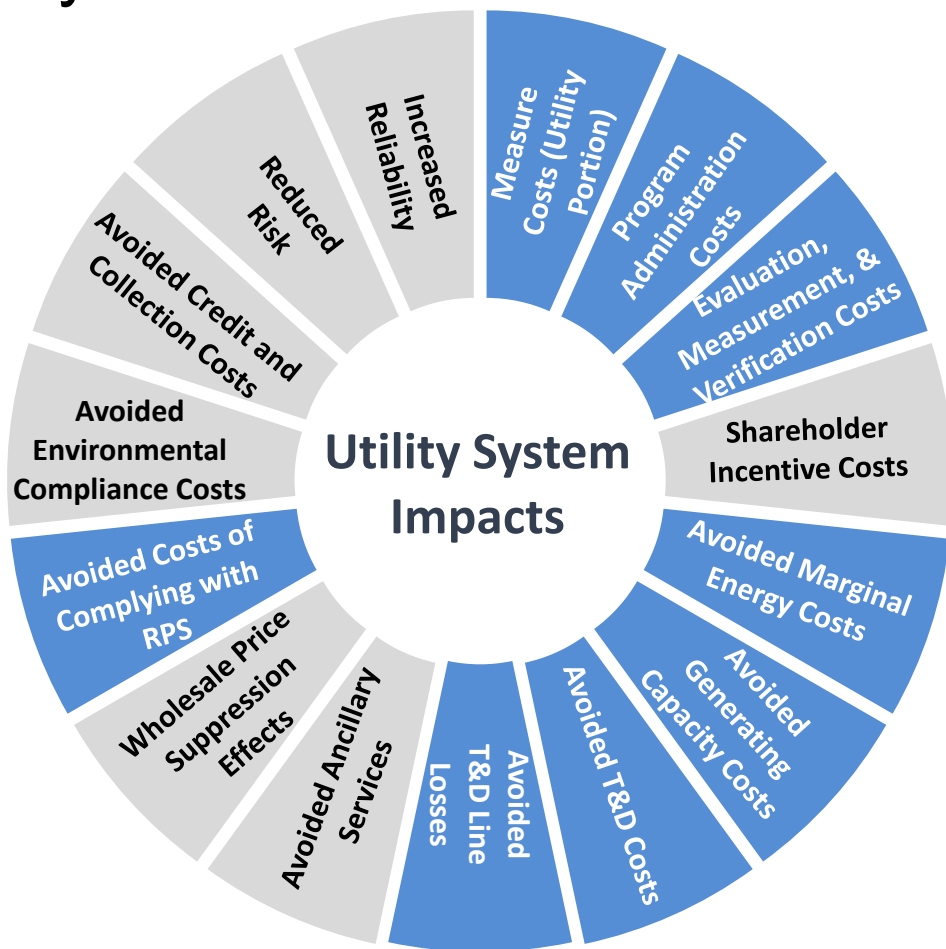 Utility System
Impacts
Measure
Costs (Utility
Portion)
Program
Administration
Costs
Evaluation,
Measurement, &
Verification Costs
Shareholder
Incentive Costs
Avoided Marginal
Energy Costs
Avoided
Generating
Capacity Costs
Avoided T&D Costs
Avoided
T&D Line
Losses
Avoided Ancillary
Services
Wholesale Price
Suppression
Effects
Avoided Costs of
Complying with
RPS
Avoided
Environmental
Compliance Costs
Avoided Credit and
Collection Costs
Reduced
Risk
Increased
Reliability